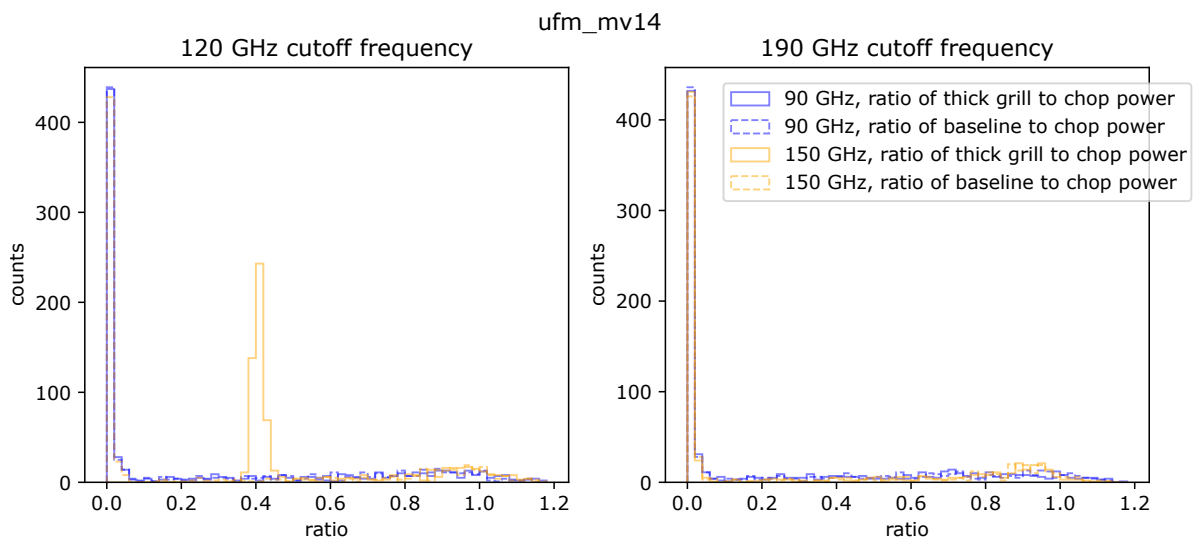 ufm_mv14
120 GHz cutoff frequency
400
300
200
100
0
counts
0.0 0.2 0.4 0.6 0.8 1.0 1.2
ratio
190 GHz cutoff frequency
90 GHz, ratio of thick grill to chop power
90 GHz, ratio of baseline to chop power
150 GHz, ratio of thick grill to chop power
150 GHz, ratio of baseline to chop power
400
300
200
100
0
counts
0.0 0.2 0.4 0.6 0.8 1.0 1.2
ratio